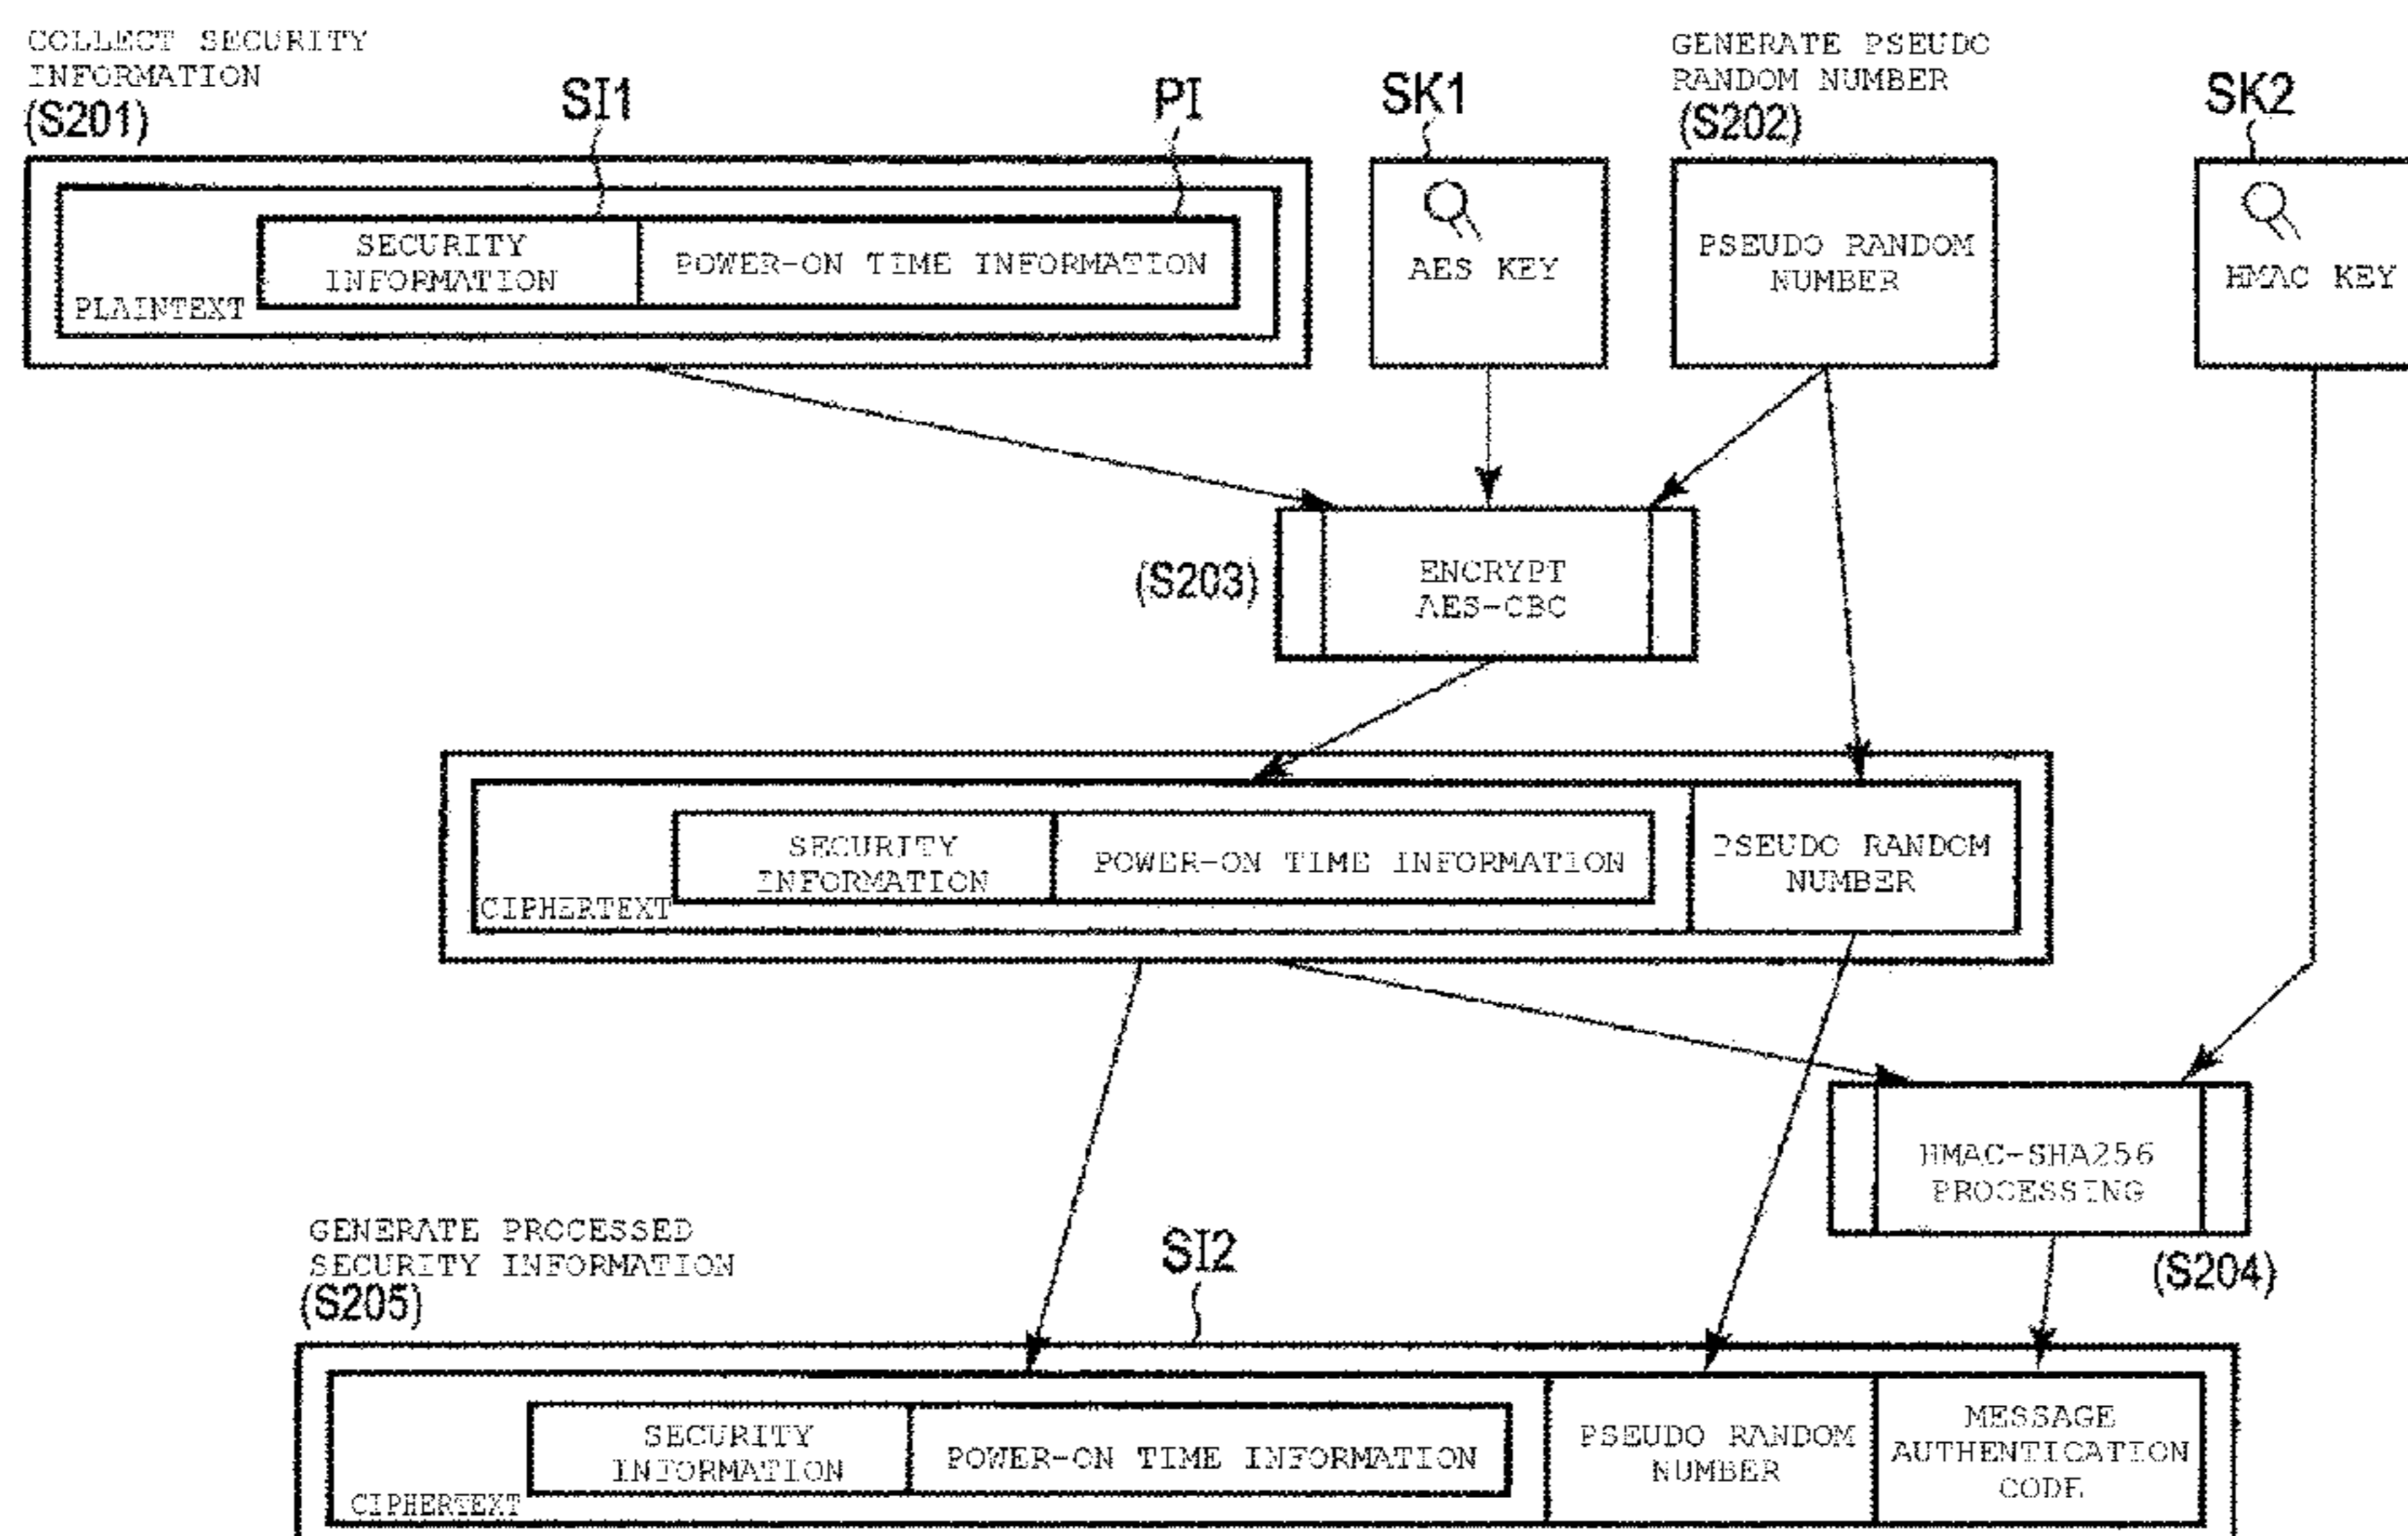 COLLECT SECURITY
INFORMATION
(S201)
SI1
PI
SK1
GENERATE PSEUDO
RANDOM NUMBER
(S202)
SK2
SECURITY
INFORMATION
POWER-ON TIME INFORMATION
PLAINTEXT
AES KEY
PSEUDO RANDOM
NUMBER
HMAC KEY
(S203)
ENCRYPT
AES-CBC
SECURITY
INFORMATION
POWER-ON TIME INFORMATION
CIPHERTEXT
PSEUDO RANDOM
NUMBER
HMAC-SHA256
PROCESSING
(S204)
GENERATE PROCESSED
SECURITY INFORMATION
(S205)
SI2
SECURITY
INFORMATION
POWER-ON TIME INFORMATION
CIPHERTEXT
PSEUDO RANDOM
NUMBER
MESSAGE
AUTHENTICATION
CODE